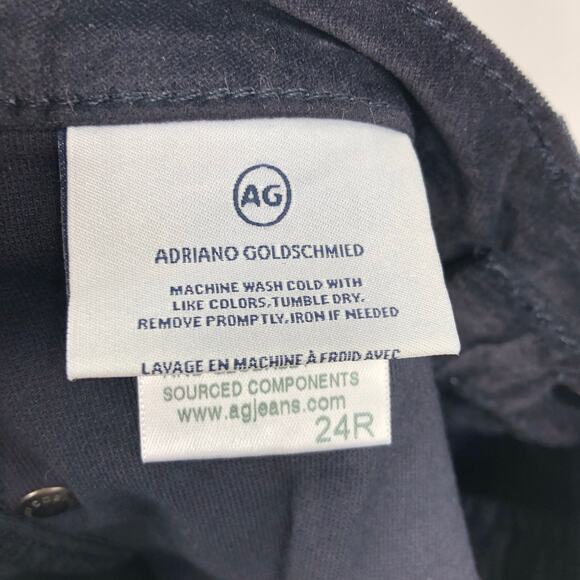 AG
ADRIANO GOLDSCHMIED
MACHINE WASH COLD WITH
LIKE COLORS, TUMBLE DRY.
REMOVE PROMPTLY, IRON IF NEEDED
LAVAGE EN MACHINE À FROID AVEC
SOURCED COMPONENTS
www.agjeans.com
24R